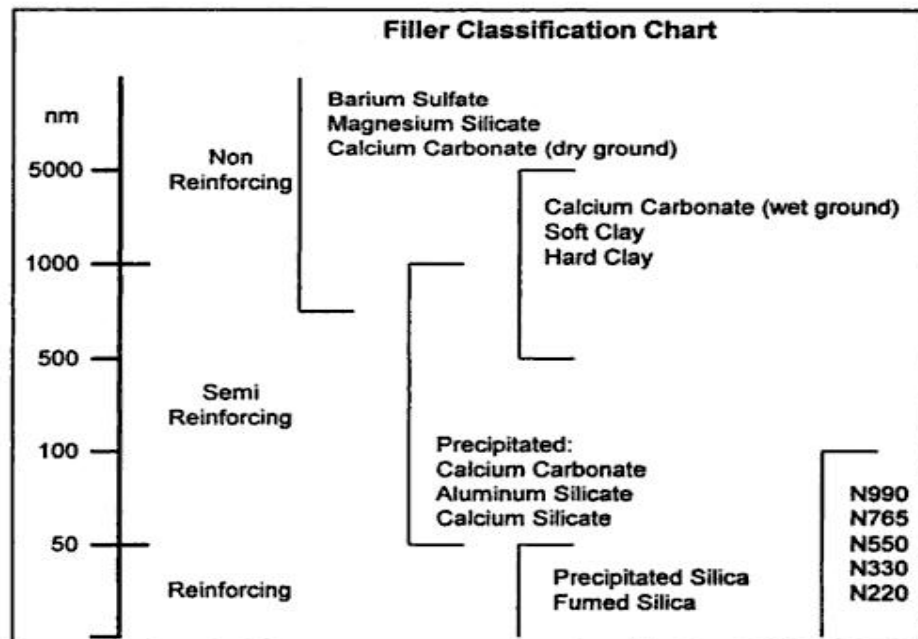 Filler Classification Chart
nm
5000
1000
500
100
50
Non
Reinforcing
Semi
Reinforcing
Reinforcing
Barium Sulfate
Magnesium Silicate
Calcium Carbonate (dry ground)
Calcium Carbonate (wet ground)
Soft Clay
Hard Clay
Precipitated:
Calcium Carbonate
Aluminum Silicate
Calcium Silicate
Precipitated Silica
Fumed Silica
N990
N765
N550
N330
N220